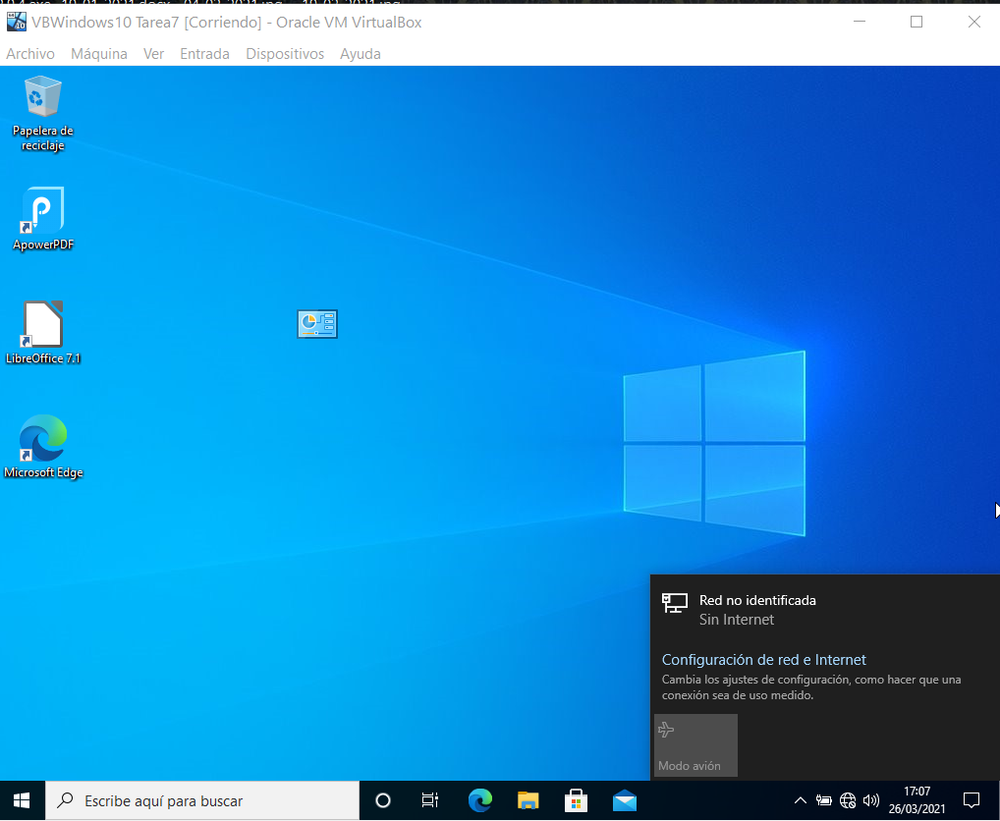 VBWindows10 Tarea7 [Corriendo] - Oracle VM VirtualBox
Archivo Máquina Ver Entrada Dispositivos Ayuda
Papelera de
reciclaje
ApowerPDF
LibreOffice 7.1
Microsoft Edge
Red no identificada
Sin Internet
Configuración de red e Internet
Cambia los ajustes de configuración, como hacer que una
conexión sea de uso medido.
Modo avión
Escribe aquí para buscar
17:07
26/03/2021